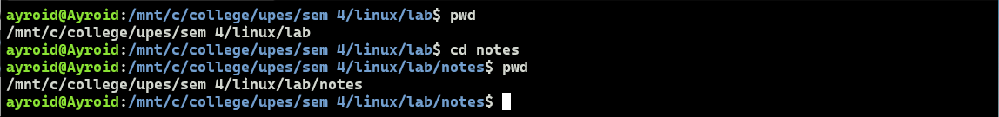 ayroid@Ayroid:/mnt/c/college/upes/sem 4/linux/lab$ pwd
/mnt/c/college/upes/sem 4/linux/lab
ayroid@Ayroid:/mnt/c/college/upes/sem 4/linux/lab$ cd notes
ayroid@Ayroid:/mnt/c/college/upes/sem 4/linux/lab/notes$ pwd
/mnt/c/college/upes/sem 4/linux/lab/notes
ayroid@Ayroid:/mnt/c/college/upes/sem 4/linux/lab/notes$